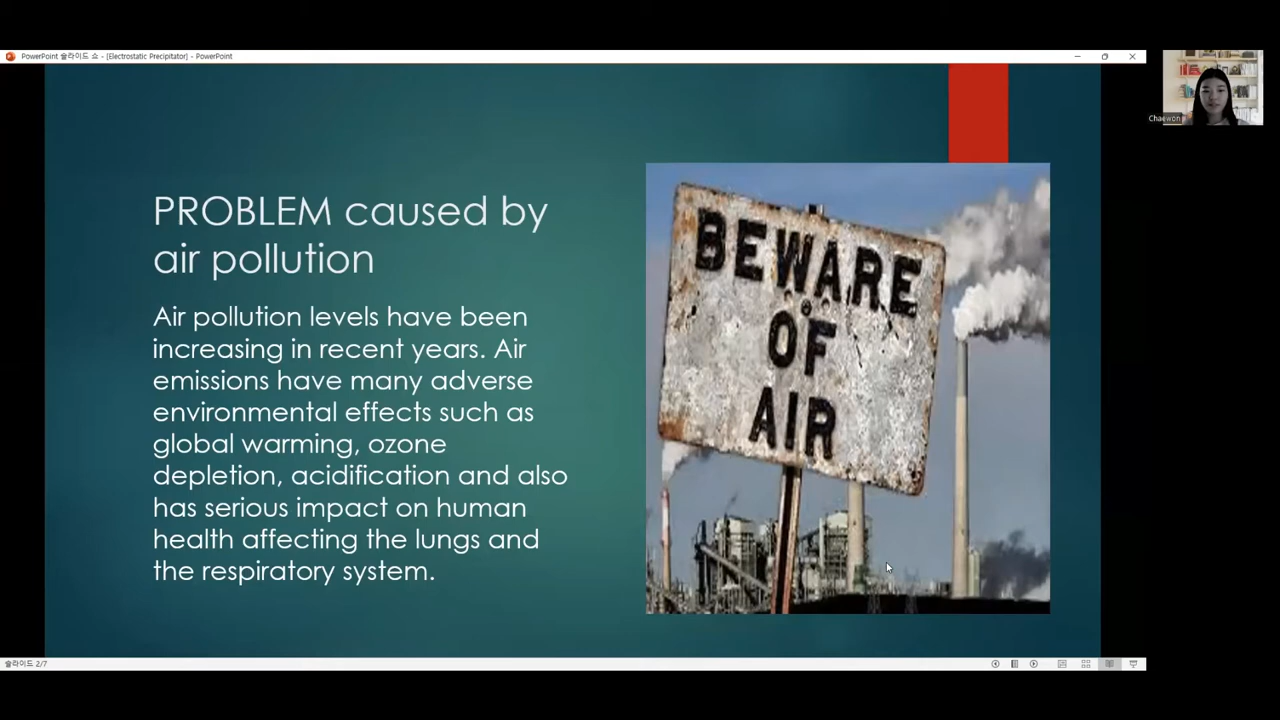 PowerPoint 슬라이드 쇼 - [Electrostatic Precipitator] - PowerPoint
Chaewon
PROBLEM caused by
air pollution
Air pollution levels have been
increasing in recent years. Air
emissions have many adverse
environmental effects such as
global warming, ozone
depletion, acidification and also
has serious impact on human
health affecting the lungs and
the respiratory system.
BEWARE
OF
AIR
슬라이드 2/7